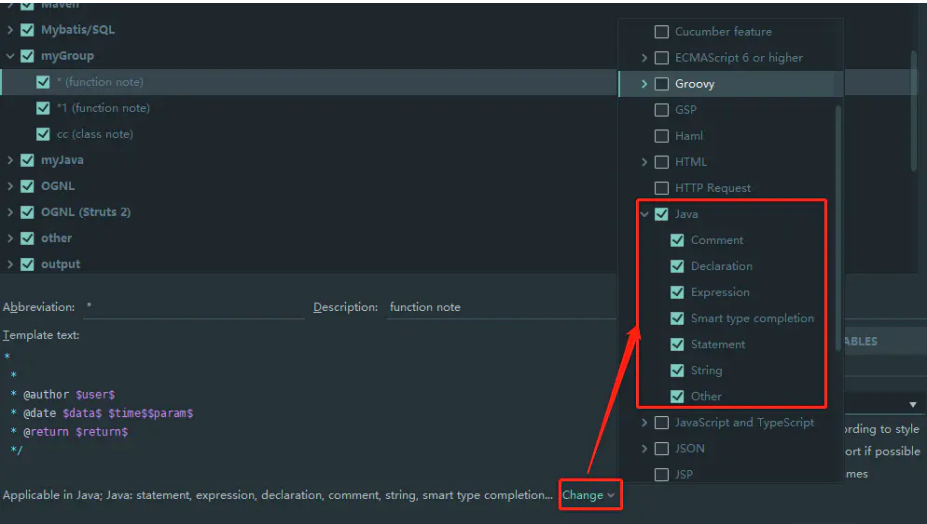 Maven
Mybatis/SQL
myGroup
* (function note)
*1 (function note)
cc (class note)
myJava
OGNL
OGNL (Struts 2)
other
output
Cucumber feature
ECMAScript 6 or higher
Groovy
GSP
Haml
HTML
HTTP Request
Java
Comment
Declaration
Expression
Smart type completion
Statement
String
Other
JavaScript and TypeScript
JSON
JSP
Abbreviation: * Description: function note
Template text:
*
*
* @author $user$
* @date $data$ $time$$param$
* @return $return$
*/
ABLES
ording to style
ort if possible
mes
Applicable in Java; Java: statement, expression, declaration, comment, string, smart type completion... Change